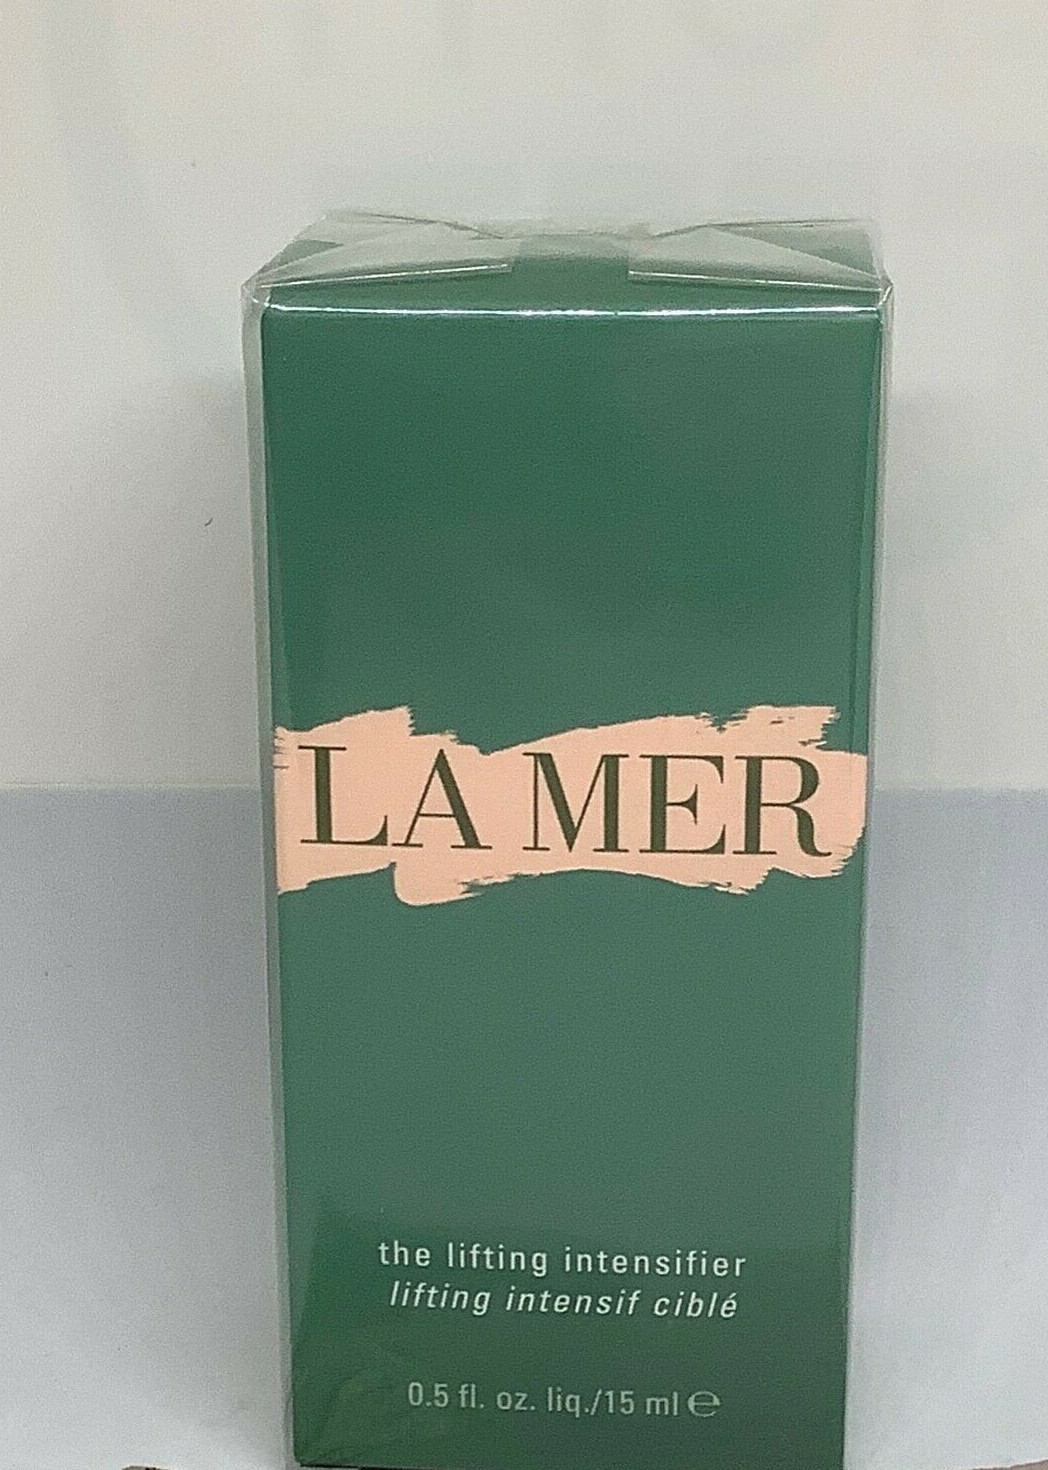 LA MER
the lifting intensifier
lifting intensif ciblé
0.5 fl. oz. liq./15 ml ℮